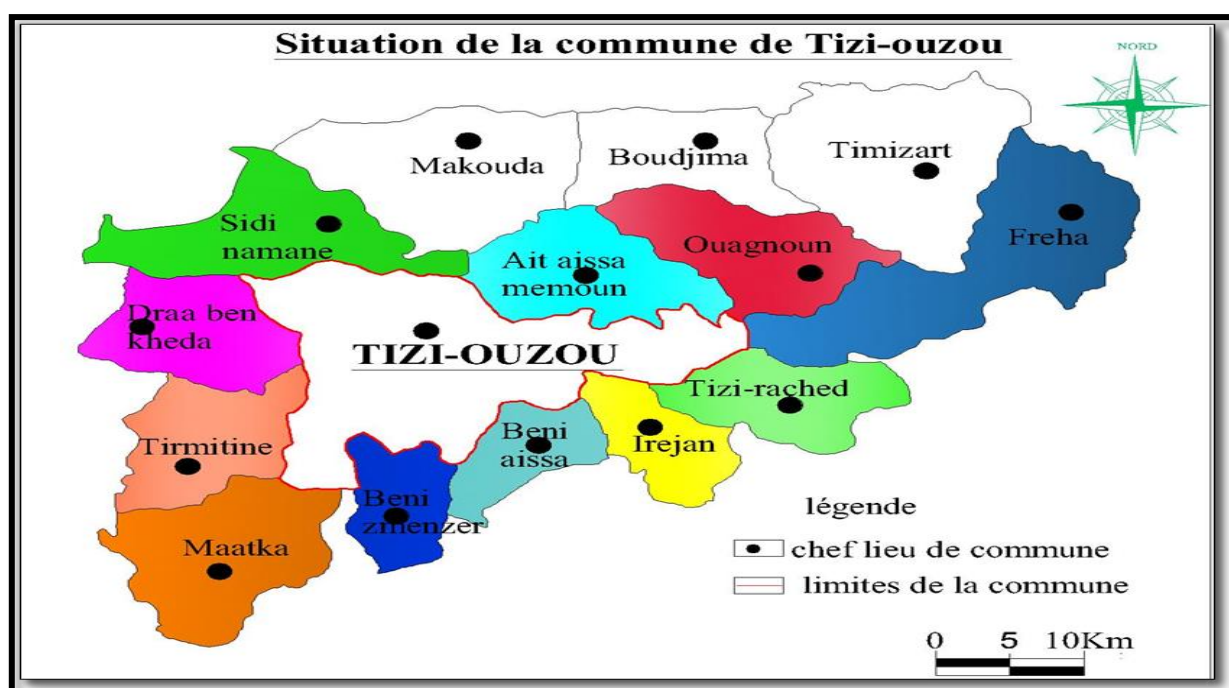 Situation de la commune de Tizi-ouzou
NORD
Makouda
Boudjima
Timizart
Sidi
namane
Ait aissa
memoun
Ouagnoun
Freha
Draa ben
kheda
TIZI-OUZOU
Tizi-rached
Tirmitine
Beni
aissa
Irejan
Beni
zmenzer
Maatka
légende
chef lieu de commune
limites de la commune
0 5 10Km